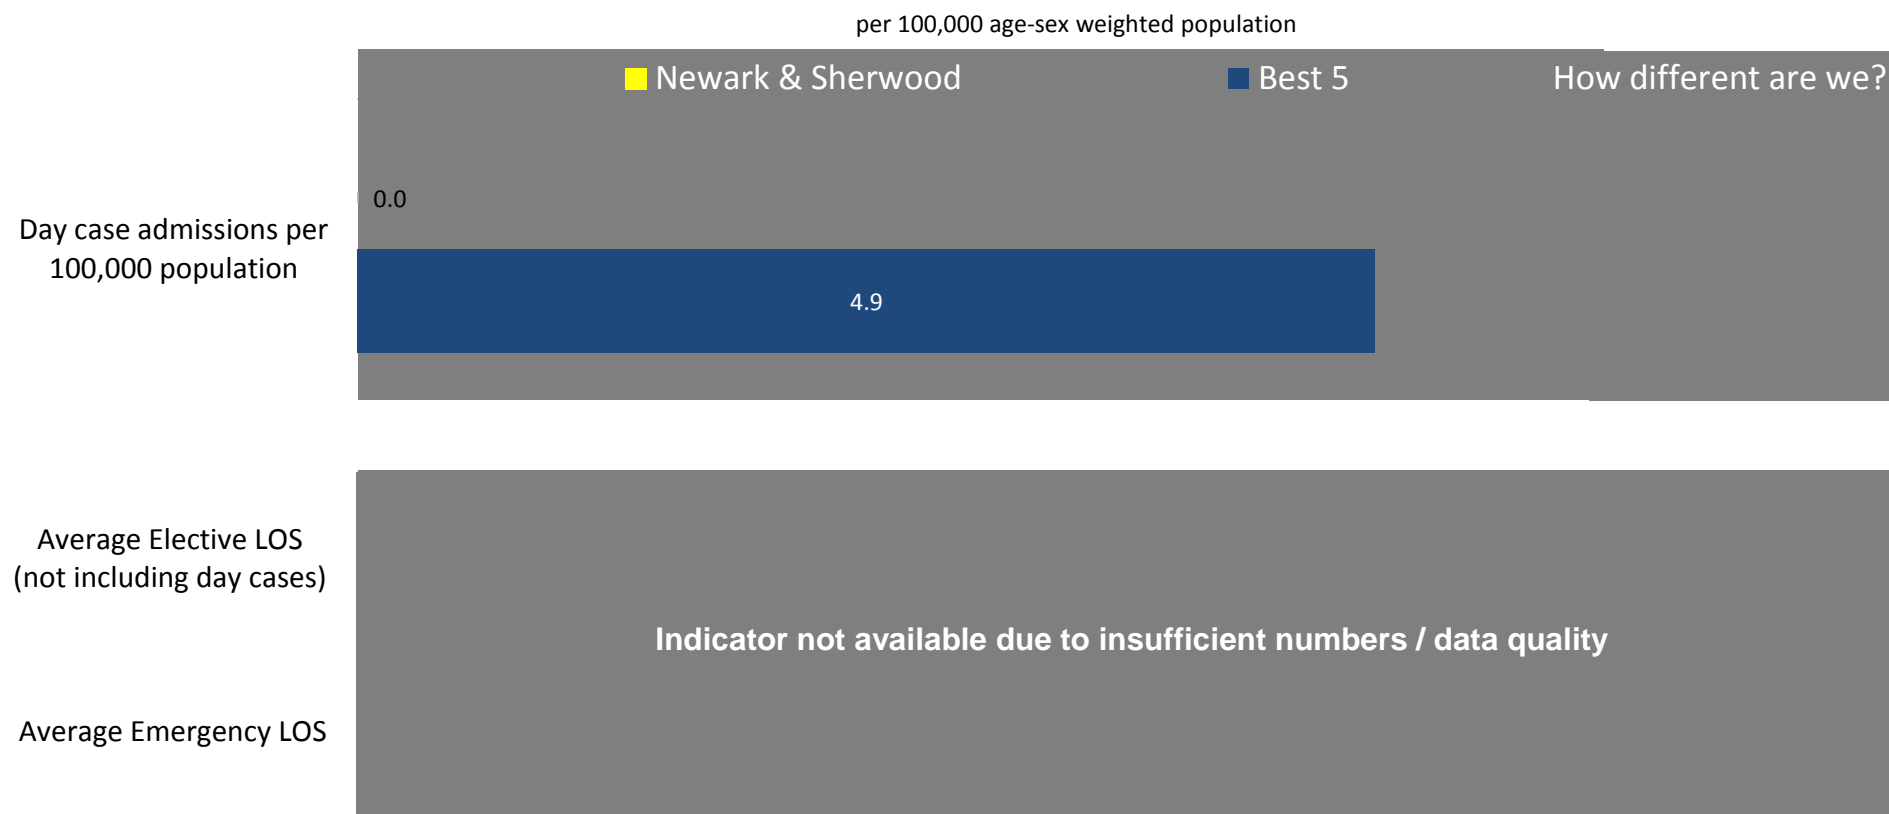 per 100,000 age-sex weighted population
Newark & Sherwood
Best 5
How different are we?
0.0
Day case admissions per
100,000 population
4.9
Average Elective LOS
(not including day cases)
Indicator not available due to insufficient numbers / data quality
Average Emergency LOS